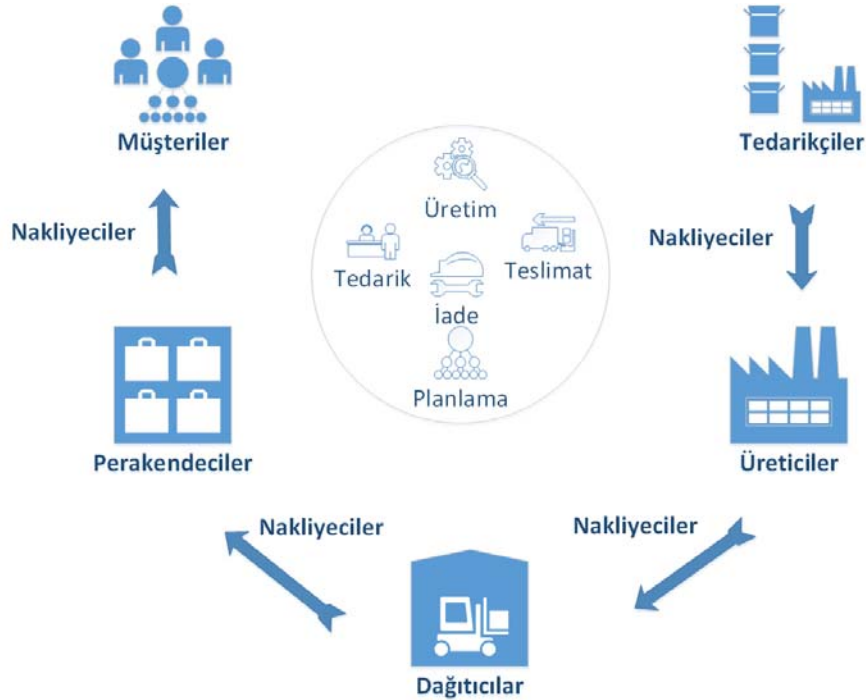 Müşteriler
Tedarikçiler
Nakliyeciler
Nakliyeciler
Üretim
Tedarik
Teslimat
İade
Planlama
Perakendeciler
Üreticiler
Nakliyeciler
Nakliyeciler
Dağıtıcılar